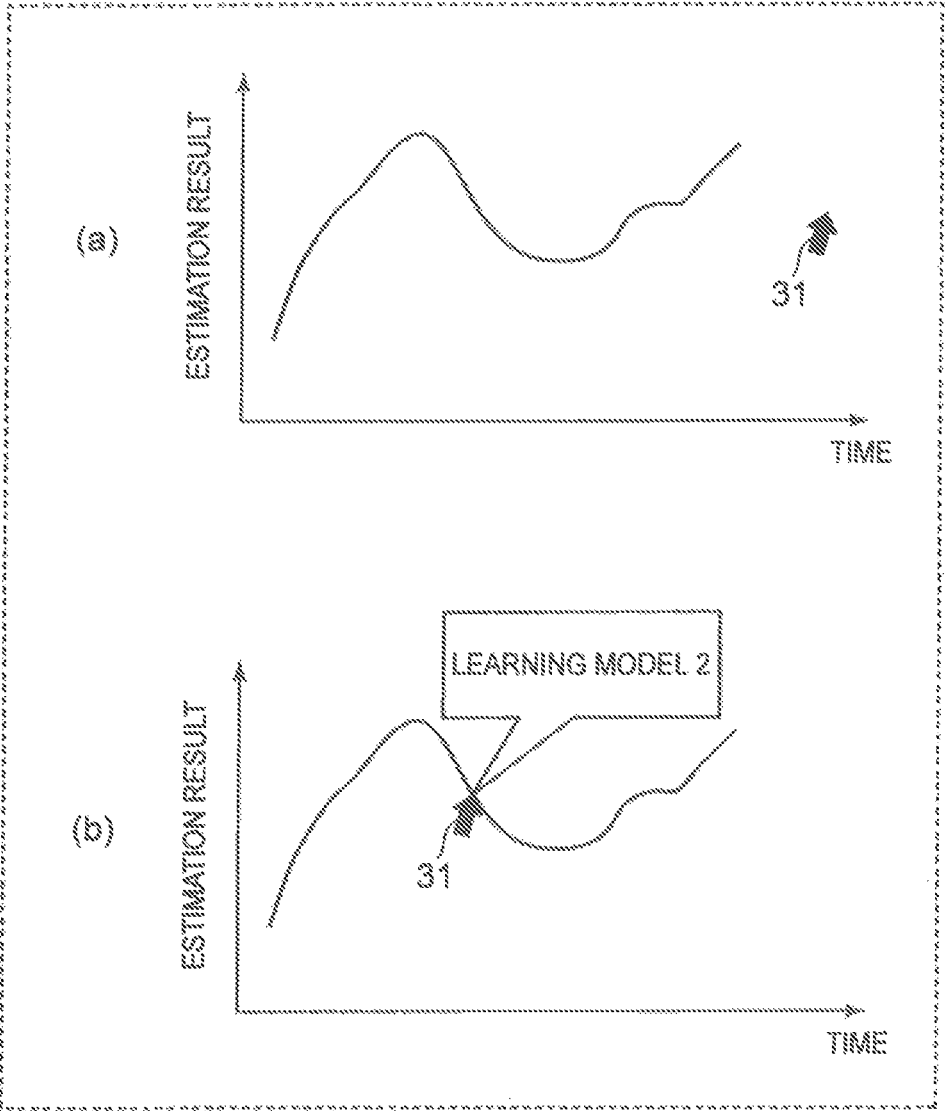 (a)
ESTIMATION RESULT
31
TIME
LEARNING MODEL 2
(b)
ESTIMATION RESULT
31
TIME